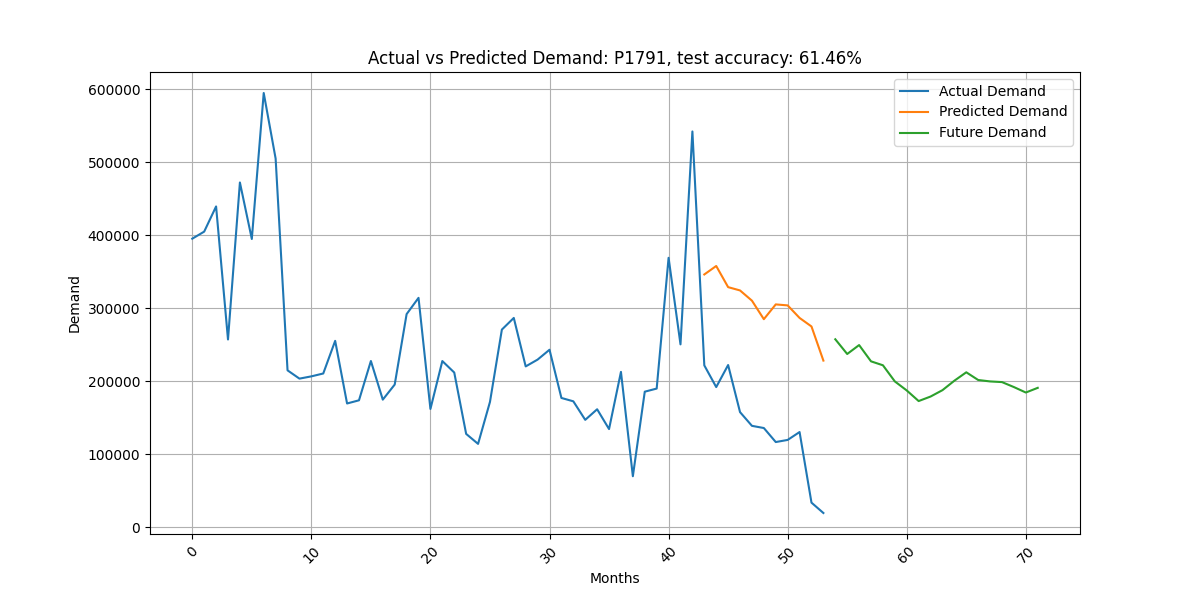 Actual vs Predicted Demand: P1791, test accuracy: 61.46%
Actual Demand
Predicted Demand
Future Demand
Demand
600000
500000
400000
300000
200000
100000
0
0 10 20 30 40 50 60 70
Months